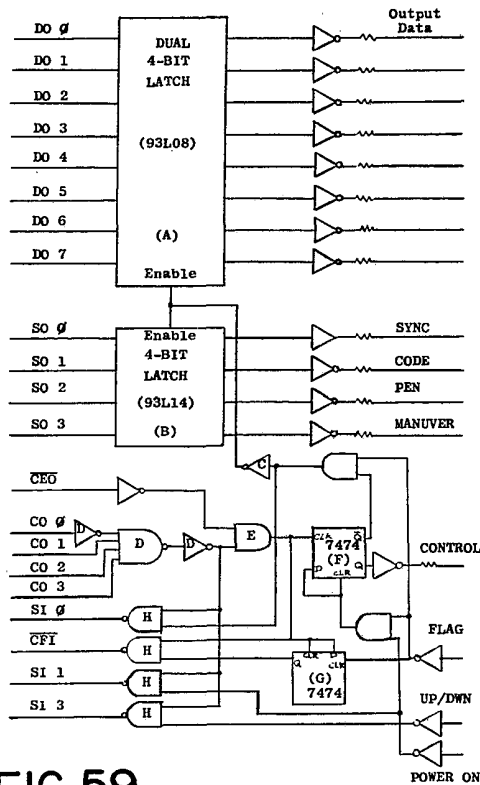 Output
Data
DO Ø
DUAL
4-BIT
LATCH
DO 1
DO 2
DO 3
(93L08)
DO 4
DO 5
DO 6
(A)
DO 7
Enable
SO Ø
Enable
SYNC
SO 1
4-BIT
LATCH
CODE
SO 2
(93L14)
PEN
SO 3
(B)
MANUVER
C
CEO
CO Ø
D
CO 1
D
D
E
CLK
Q
7474
(F)
D
Q
CLR
CONTROL
CO 2
CO 3
SI Ø
H
CFI
H
FLAG
CLR
D
Q
CLK
SI 1
H
(G)
7474
UP/DWN
SI 3
H
POWER ON
FIG 59